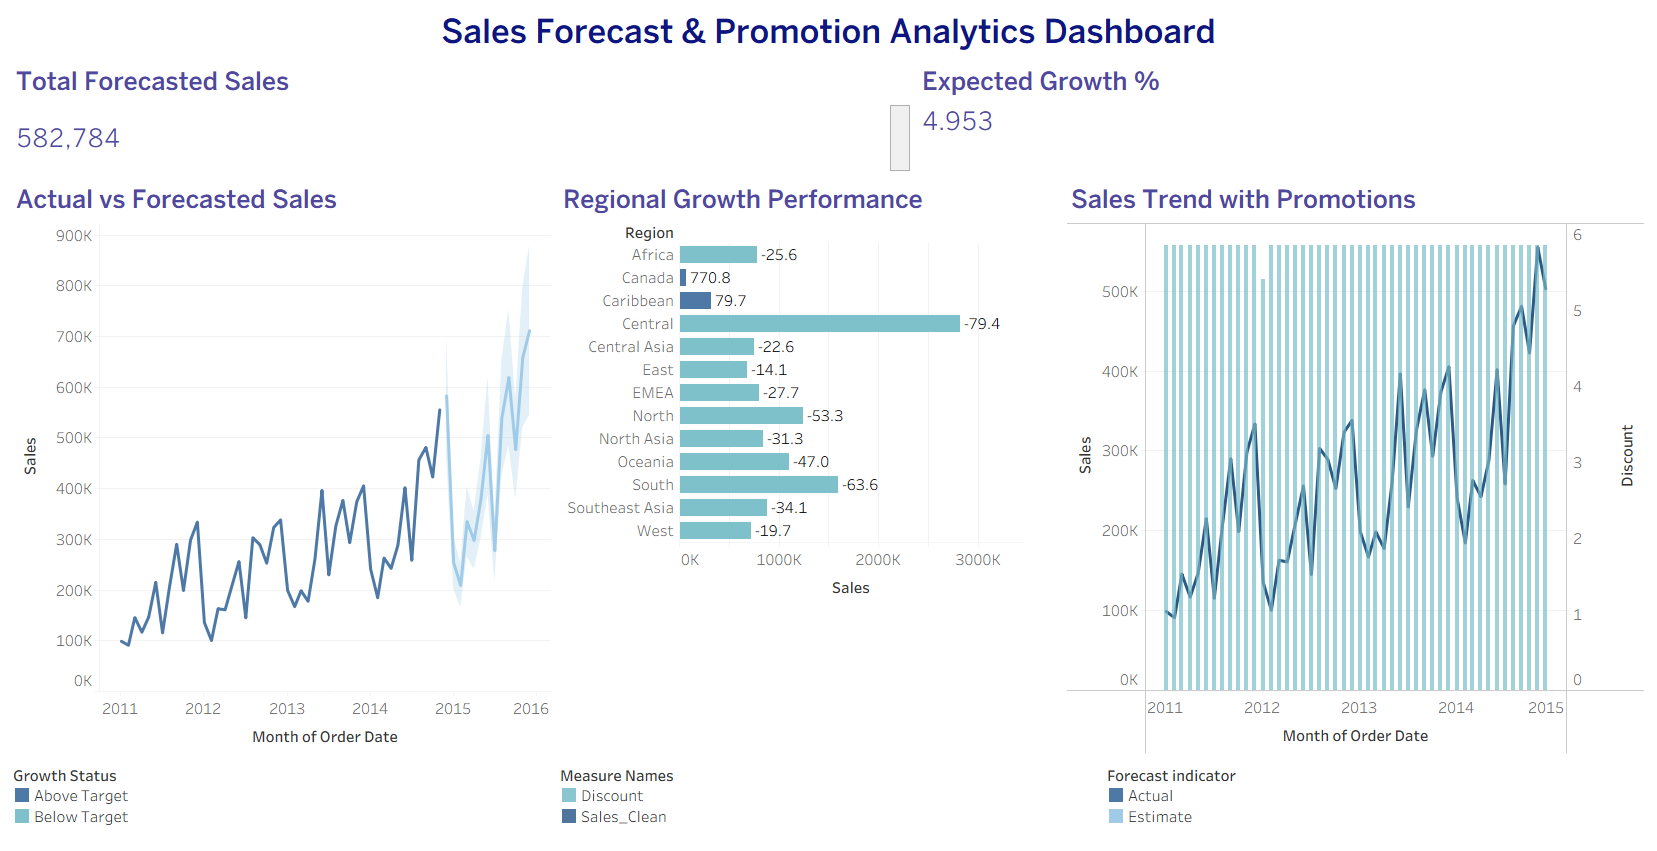 Sales Forecast & Promotion Analytics Dashboard
Total Forecasted Sales
582,784
Expected Growth %
4.953
Actual vs Forecasted Sales
900K
800K
700K
600K
500K
400K
300K
200K
100K
0K
Sales
2011 2012 2013 2014 2015 2016
Month of Order Date
Regional Growth Performance
Region
Africa -25.6
Canada 770.8
Caribbean 79.7
Central -79.4
Central Asia -22.6
East -14.1
EMEA -27.7
North -53.3
North Asia -31.3
Oceania -47.0
South -63.6
Southeast Asia -34.1
West -19.7
0K 1000K 2000K 3000K
Sales
Sales Trend with Promotions
500K
400K
300K
200K
100K
0K
Sales
6
5
4
3
2
1
0
Discount
2011 2012 2013 2014 2015
Month of Order Date
Growth Status
Above Target
Below Target
Measure Names
Discount
Sales_Clean
Forecast indicator
Actual
Estimate